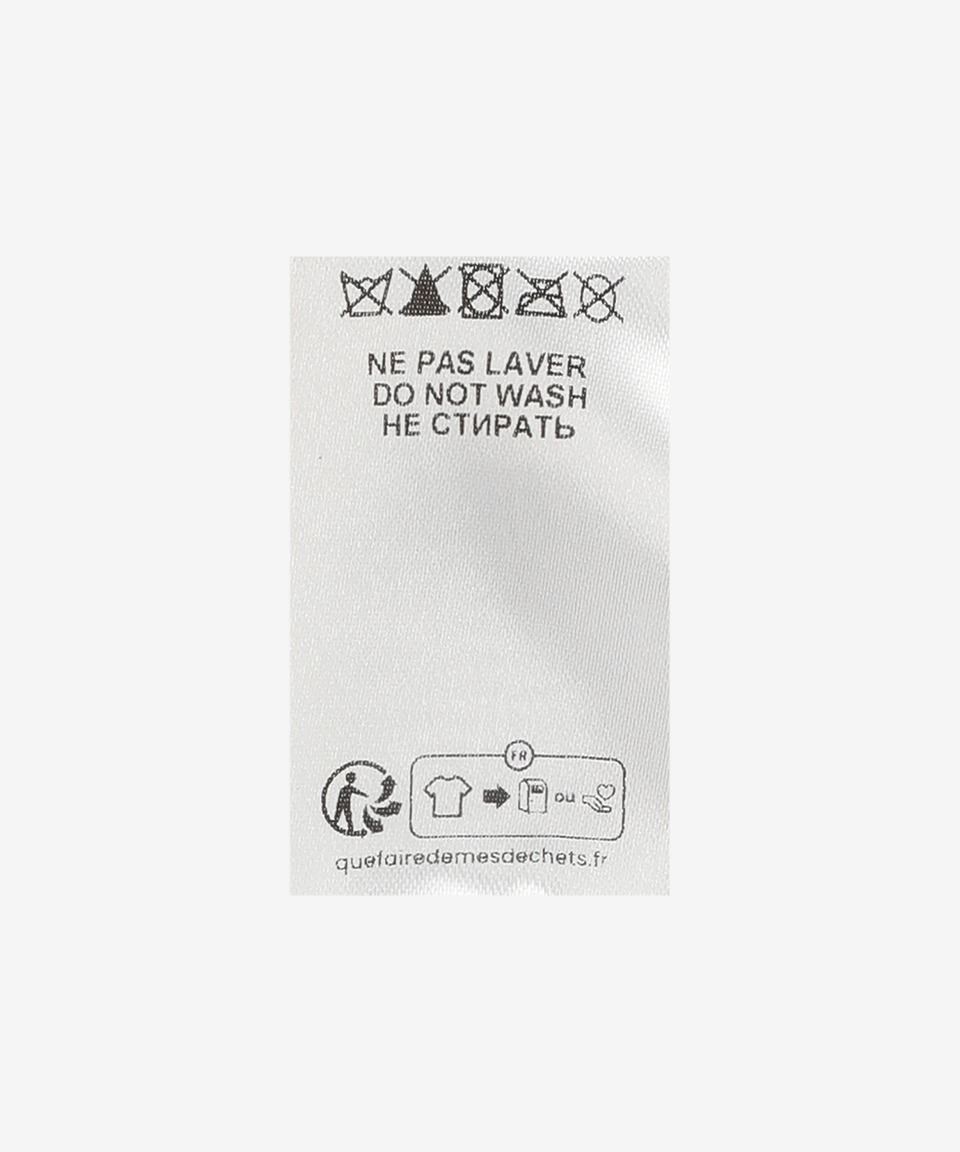 NE PAS LAVER
DO NOT WASH
НЕ СТИРАТЬ
FR
ou
quefairedemesdechets.fr